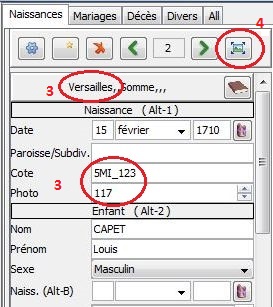 Naissances Mariages Décès Divers All
2 4
3 Versailles,,Somme,,,
Naissance (Alt-1)
Date 15 février 1710
Paroisse/Subdiv.
Cote 5MI_123
3 Photo 117
Enfant (Alt-2)
Nom CAPET
Prénom Louis
Sexe Masculin
Naiss. (Alt-B)